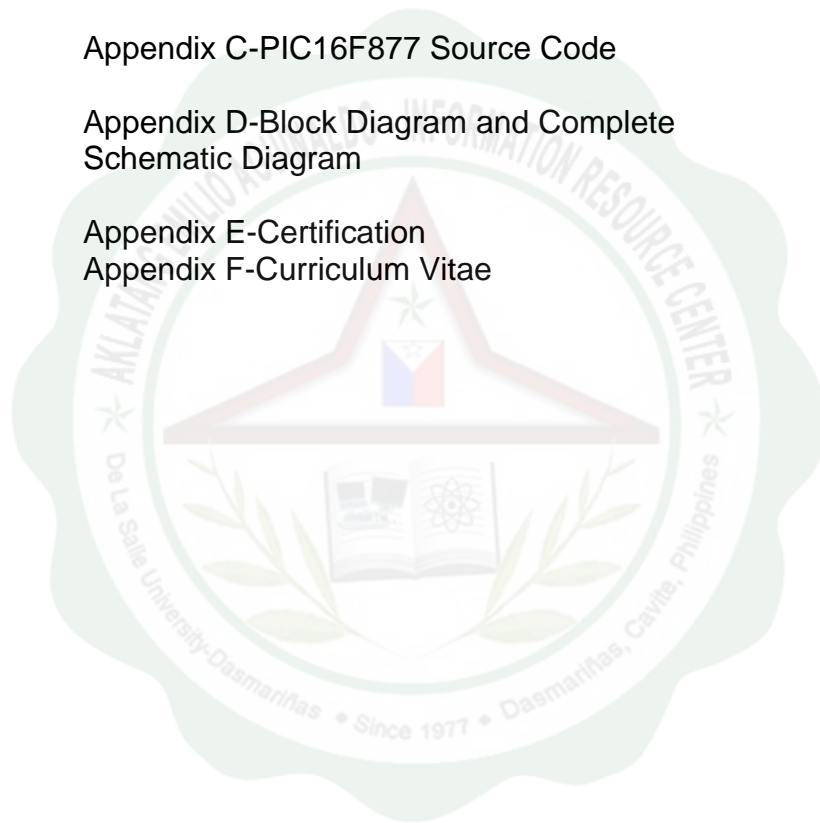 Appendix C-PIC16F877 Source Code
Appendix D-Block Diagram and Complete
Schematic Diagram
Appendix E-Certification
Appendix F-Curriculum Vitae
AKLATANG EMILIO AGUINALDO - INFORMATION RESOURCE CENTER
De La Salle University-Dasmariñas • Since 1977 • Dasmariñas, Cavite, Philippines